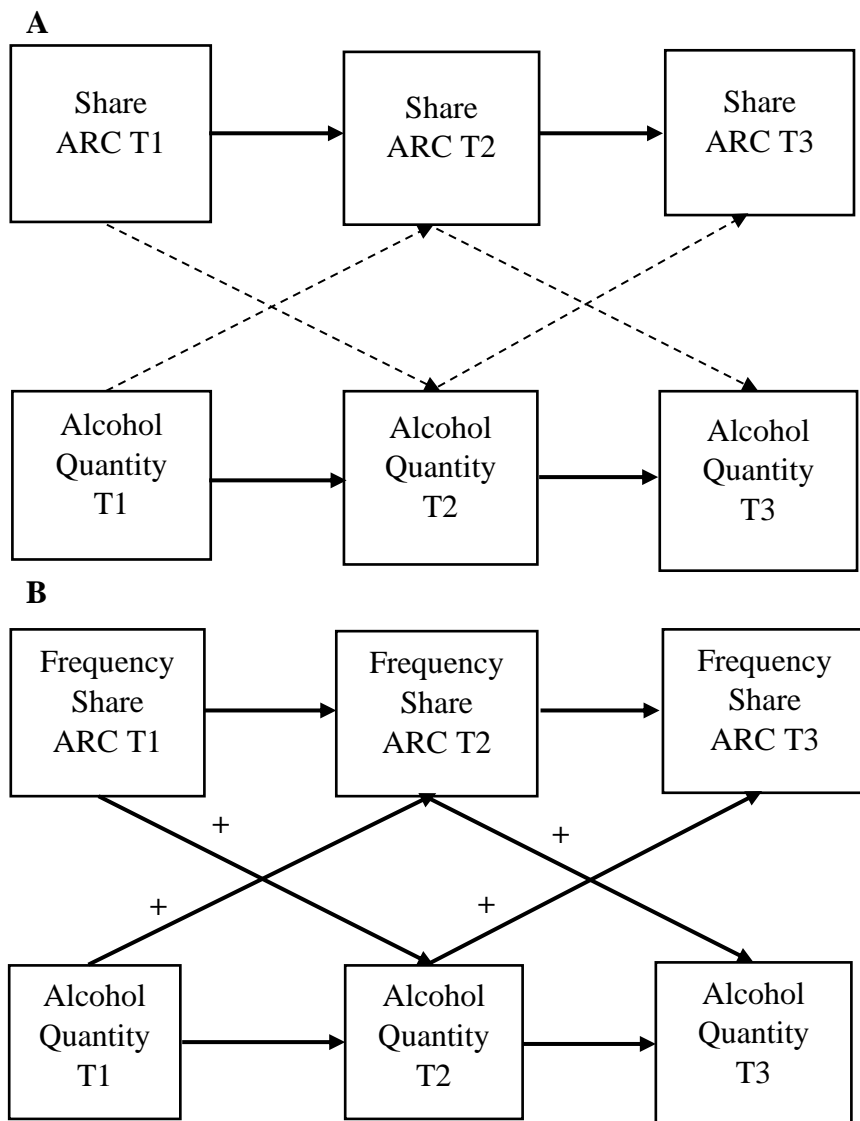 A
Share
ARC T1
Share
ARC T2
Share
ARC T3
Alcohol
Quantity
T1
Alcohol
Quantity
T2
Alcohol
Quantity
T3
B
Frequency
Share
ARC T1
Frequency
Share
ARC T2
Frequency
Share
ARC T3
+
+
+
+
Alcohol
Quantity
T1
Alcohol
Quantity
T2
Alcohol
Quantity
T3